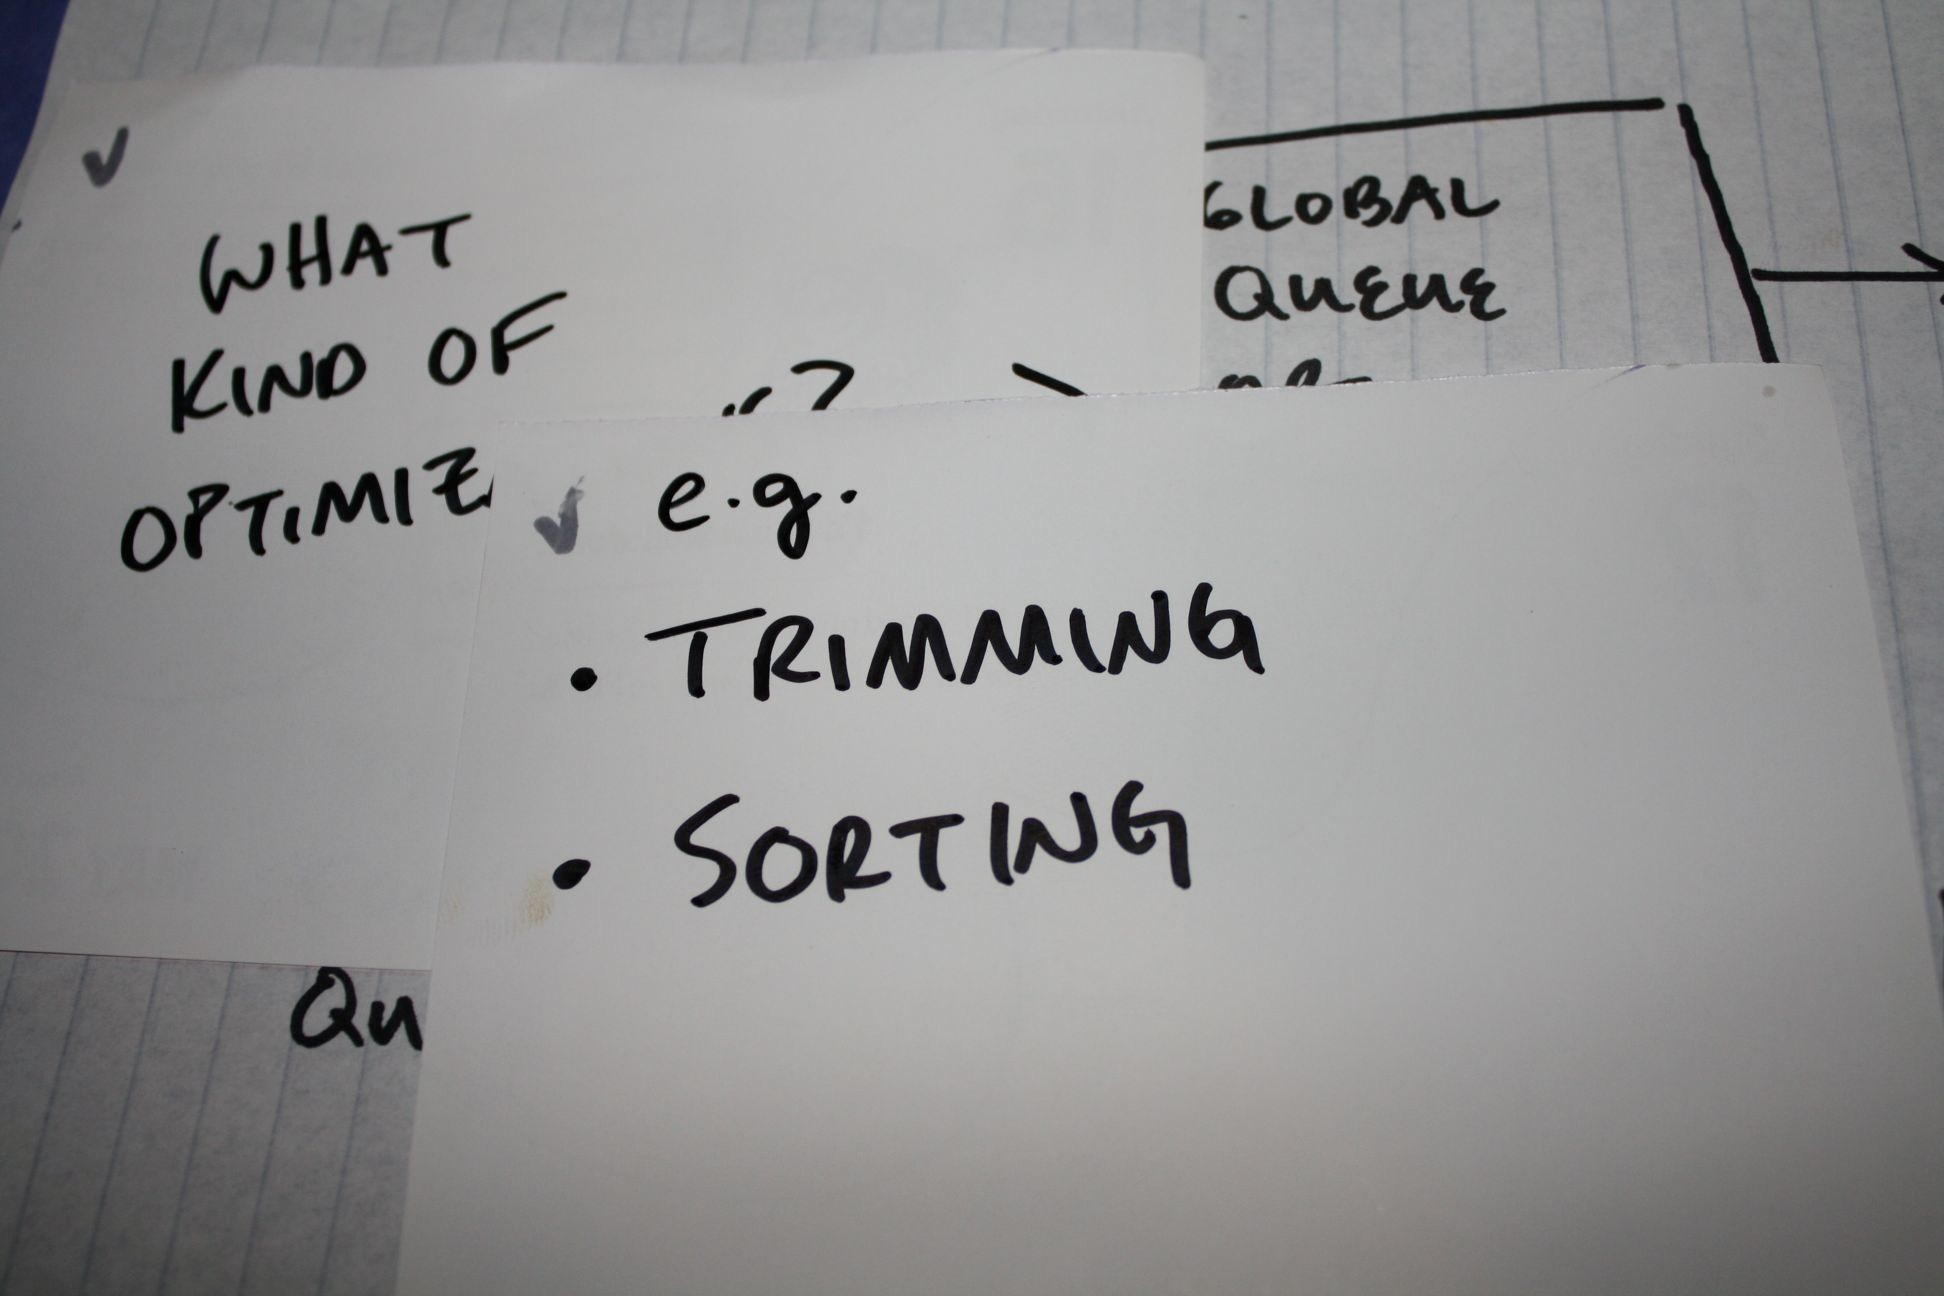 WHAT
KIND OF
OPTIMIZ
?
GLOBAL
QUEUE
e.g.
• TRIMMING
• SORTING
Qu